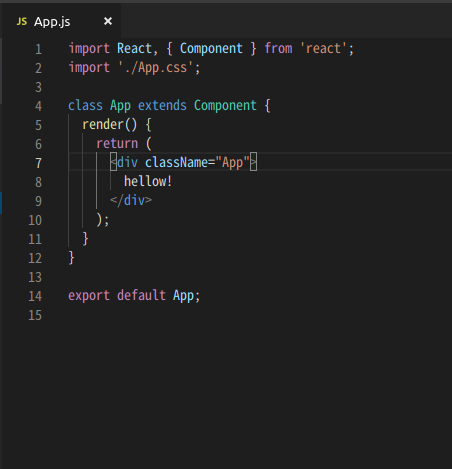 JS App.js ×
1 import React, { Component } from 'react';
2 import './App.css';
3
4 class App extends Component {
5   render() {
6     return (
7       <div className="App">
8         hellow!
9       </div>
10     );
11   }
12 }
13
14 export default App;
15